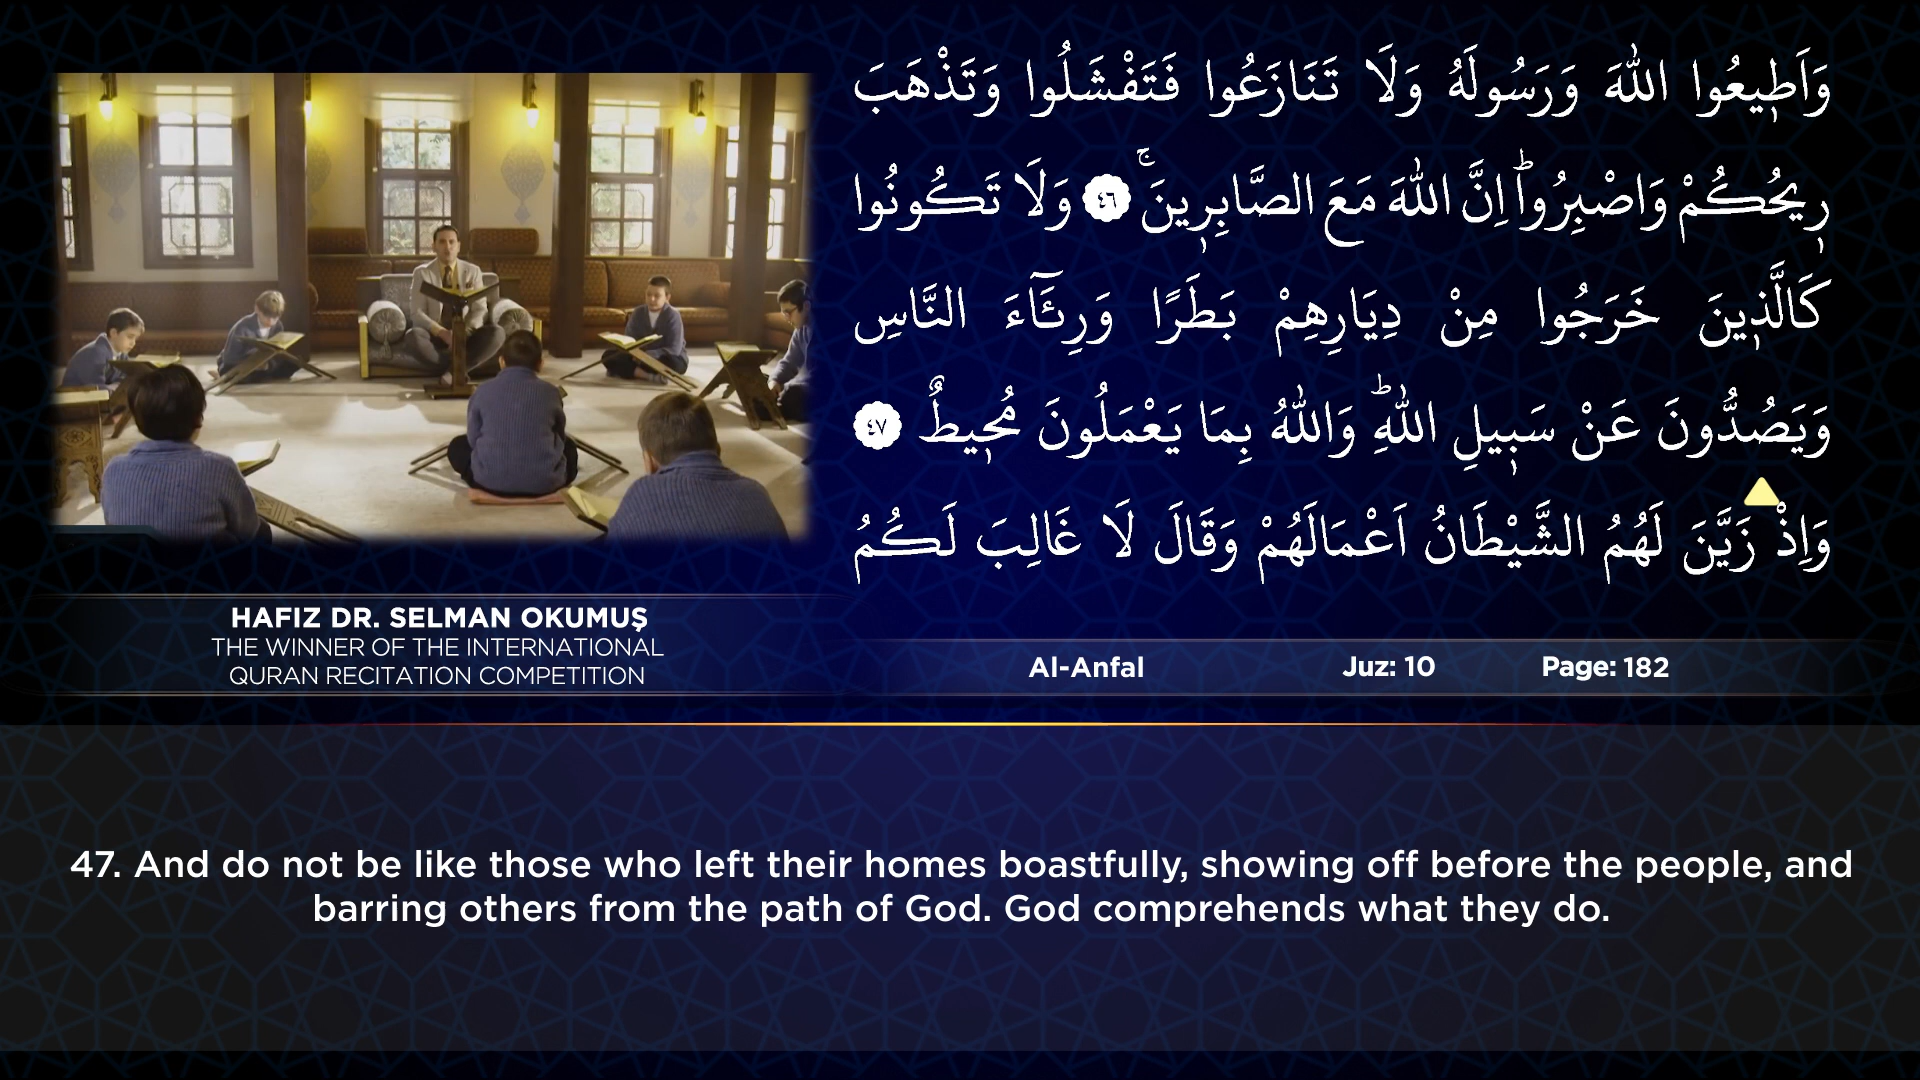 وَاَطٖيعُوا اللّٰهَ وَرَسُولَهُ وَلَا تَنَازَعُوا فَتَفْشَلُوا وَتَذْهَبَ
رٖيحُكُمْ وَاصْبِرُواؕ اِنَّ اللّٰهَ مَعَ الصَّابِرٖينَۚ ﴿٤٦﴾ وَلَا تَكُونُوا
كَالَّذٖينَ خَرَجُوا مِنْ دِيَارِهِمْ بَطَرًا وَرِئَٓاءَ النَّاسِ
وَيَصُدُّونَ عَنْ سَبٖيلِ اللّٰهِؕ وَاللّٰهُ بِمَا يَعْمَلُونَ مُحٖيطٌ ﴿٤٧﴾
وَاِذْ زَيَّنَ لَهُمُ الشَّيْطَانُ اَعْمَالَهُمْ وَقَالَ لَا غَالِبَ لَكُمُ
HAFIZ DR. SELMAN OKUMUŞ
THE WINNER OF THE INTERNATIONAL
QURAN RECITATION COMPETITION
Al-Anfal Juz: 10 Page: 182
47. And do not be like those who left their homes boastfully, showing off before the people, and
barring others from the path of God. God comprehends what they do.